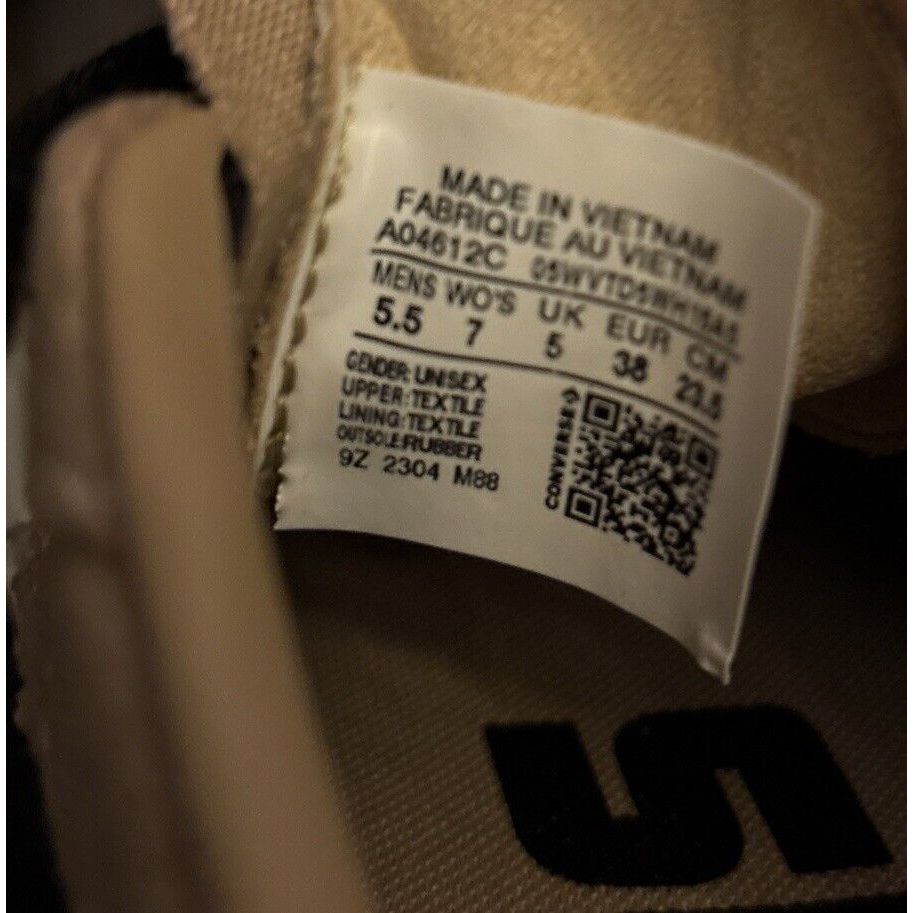 MADE IN VIETNAM
FABRIQUE AU VIETNAM
A04612C
MENS WO'S UK EUR CM
5.5 7 5 38 23.5
GENDER: UNISEX
UPPER:TEXTILE
LINING:TEXTILE
OUTSOLE:RUBBER
9Z 2304 M88
CONVERSE
S